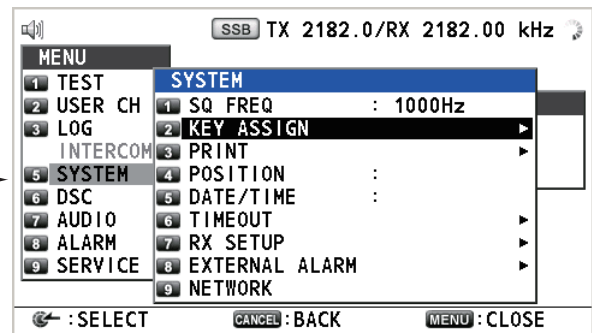 SSB TX 2182.0/RX 2182.00 kHz
MENU
1 TEST
2 USER CH
3 LOG
INTERCOM
5 SYSTEM
6 DSC
7 AUDIO
8 ALARM
9 SERVICE
SYSTEM
1 SQ FREQ : 1000Hz
2 KEY ASSIGN
3 PRINT
4 POSITION :
5 DATE/TIME :
6 TIMEOUT
7 RX SETUP
8 EXTERNAL ALARM
9 NETWORK
:SELECT CANCEL :BACK MENU :CLOSE